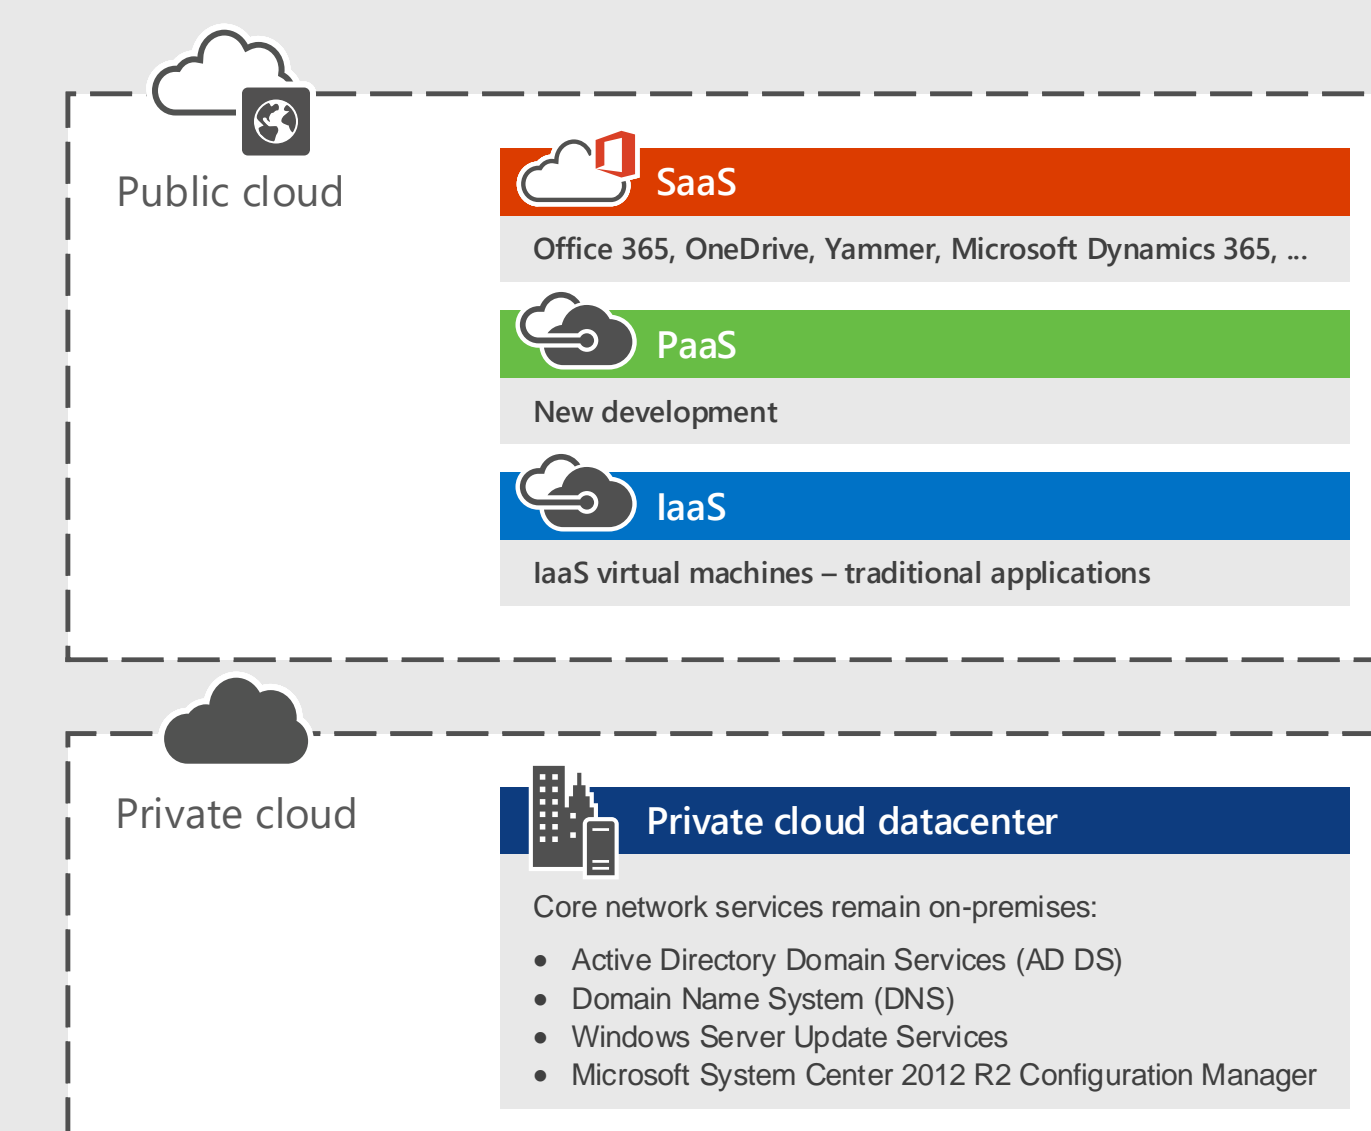 Public cloud
SaaS
Office 365, OneDrive, Yammer, Microsoft Dynamics 365, ...
PaaS
New development
IaaS
IaaS virtual machines – traditional applications
Private cloud
Private cloud datacenter
Core network services remain on-premises:
• Active Directory Domain Services (AD DS)
• Domain Name System (DNS)
• Windows Server Update Services
• Microsoft System Center 2012 R2 Configuration Manager